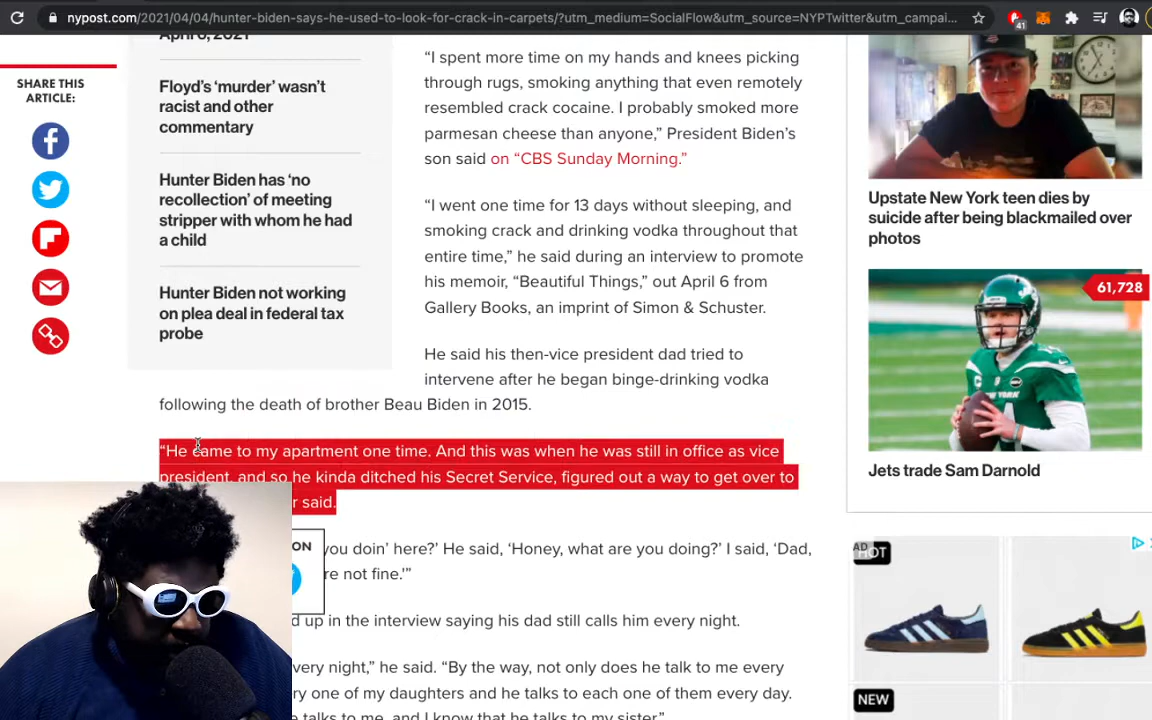 nypost.com/2021/04/04/hunter-biden-says-he-used-to-look-for-crack-in-carpets/?utm_medium=SocialFlow&utm_source=NYPTwitter&utm_campai...
41
April 6, 2021
SHARE THIS
ARTICLE:
Floyd's 'murder' wasn't
racist and other
commentary
Hunter Biden has 'no
recollection' of meeting
stripper with whom he had
a child
Hunter Biden not working
on plea deal in federal tax
probe
“I spent more time on my hands and knees picking
through rugs, smoking anything that even remotely
resembled crack cocaine. I probably smoked more
parmesan cheese than anyone,” President Biden’s
son said on “CBS Sunday Morning.”
“I went one time for 13 days without sleeping, and
smoking crack and drinking vodka throughout that
entire time,” he said during an interview to promote
his memoir, “Beautiful Things,” out April 6 from
Gallery Books, an imprint of Simon & Schuster.
He said his then-vice president dad tried to
intervene after he began binge-drinking vodka
following the death of brother Beau Biden in 2015.
“He came to my apartment one time. And this was when he was still in office as vice
president, and so he kinda ditched his Secret Service, figured out a way to get over to
r said.
ON
you doin’ here?’ He said, ‘Honey, what are you doing?’ I said, ‘Dad,
re not fine.’”
d up in the interview saying his dad still calls him every night.
very night,” he said. “By the way, not only does he talk to me every
ry one of my daughters and he talks to each one of them every day.
e talks to me, and I know that he talks to my sister.”
Upstate New York teen dies by
suicide after being blackmailed over
photos
61,728
NEW YORK
Jets trade Sam Darnold
AD
HOT
NEW